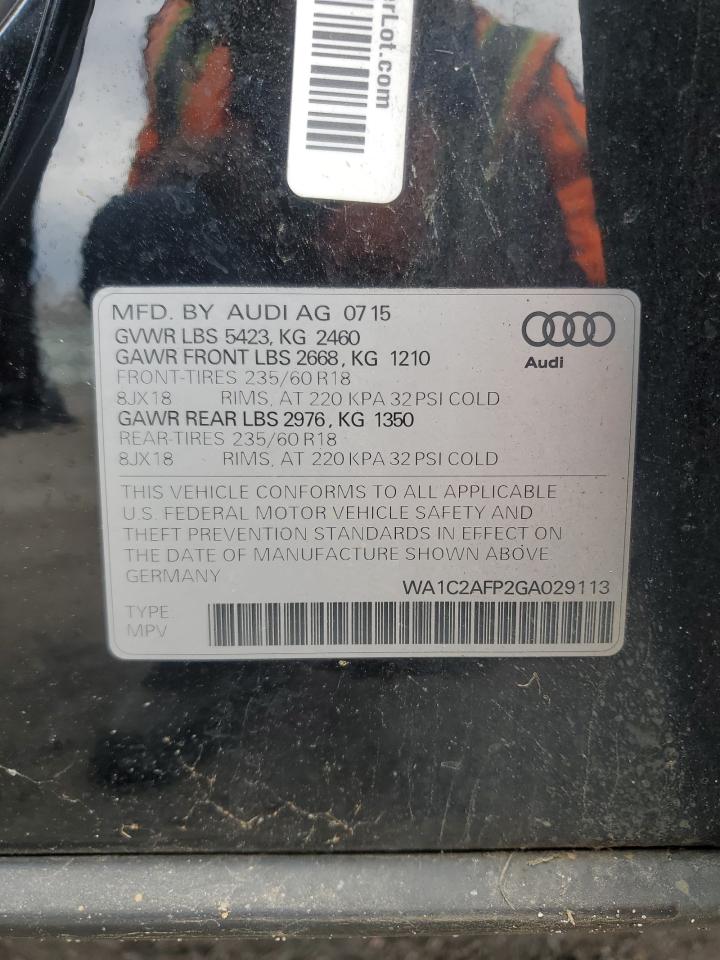 rLot.com
MFD. BY AUDI AG 07 15
GVWR LBS 5423, KG 2460
GAWR FRONT LBS 2668, KG 1210
FRONT-TIRES 235/60 R18
8JX18 RIMS, AT 220 KPA 32 PSI COLD
GAWR REAR LBS 2976, KG 1350
REAR-TIRES 235/60 R18
8JX18 RIMS, AT 220 KPA 32 PSI COLD
Audi
THIS VEHICLE CONFORMS TO ALL APPLICABLE
U.S. FEDERAL MOTOR VEHICLE SAFETY AND
THEFT PREVENTION STANDARDS IN EFFECT ON
THE DATE OF MANUFACTURE SHOWN ABOVE
GERMANY
WA1C2AFP2GA029113
TYPE
MPV